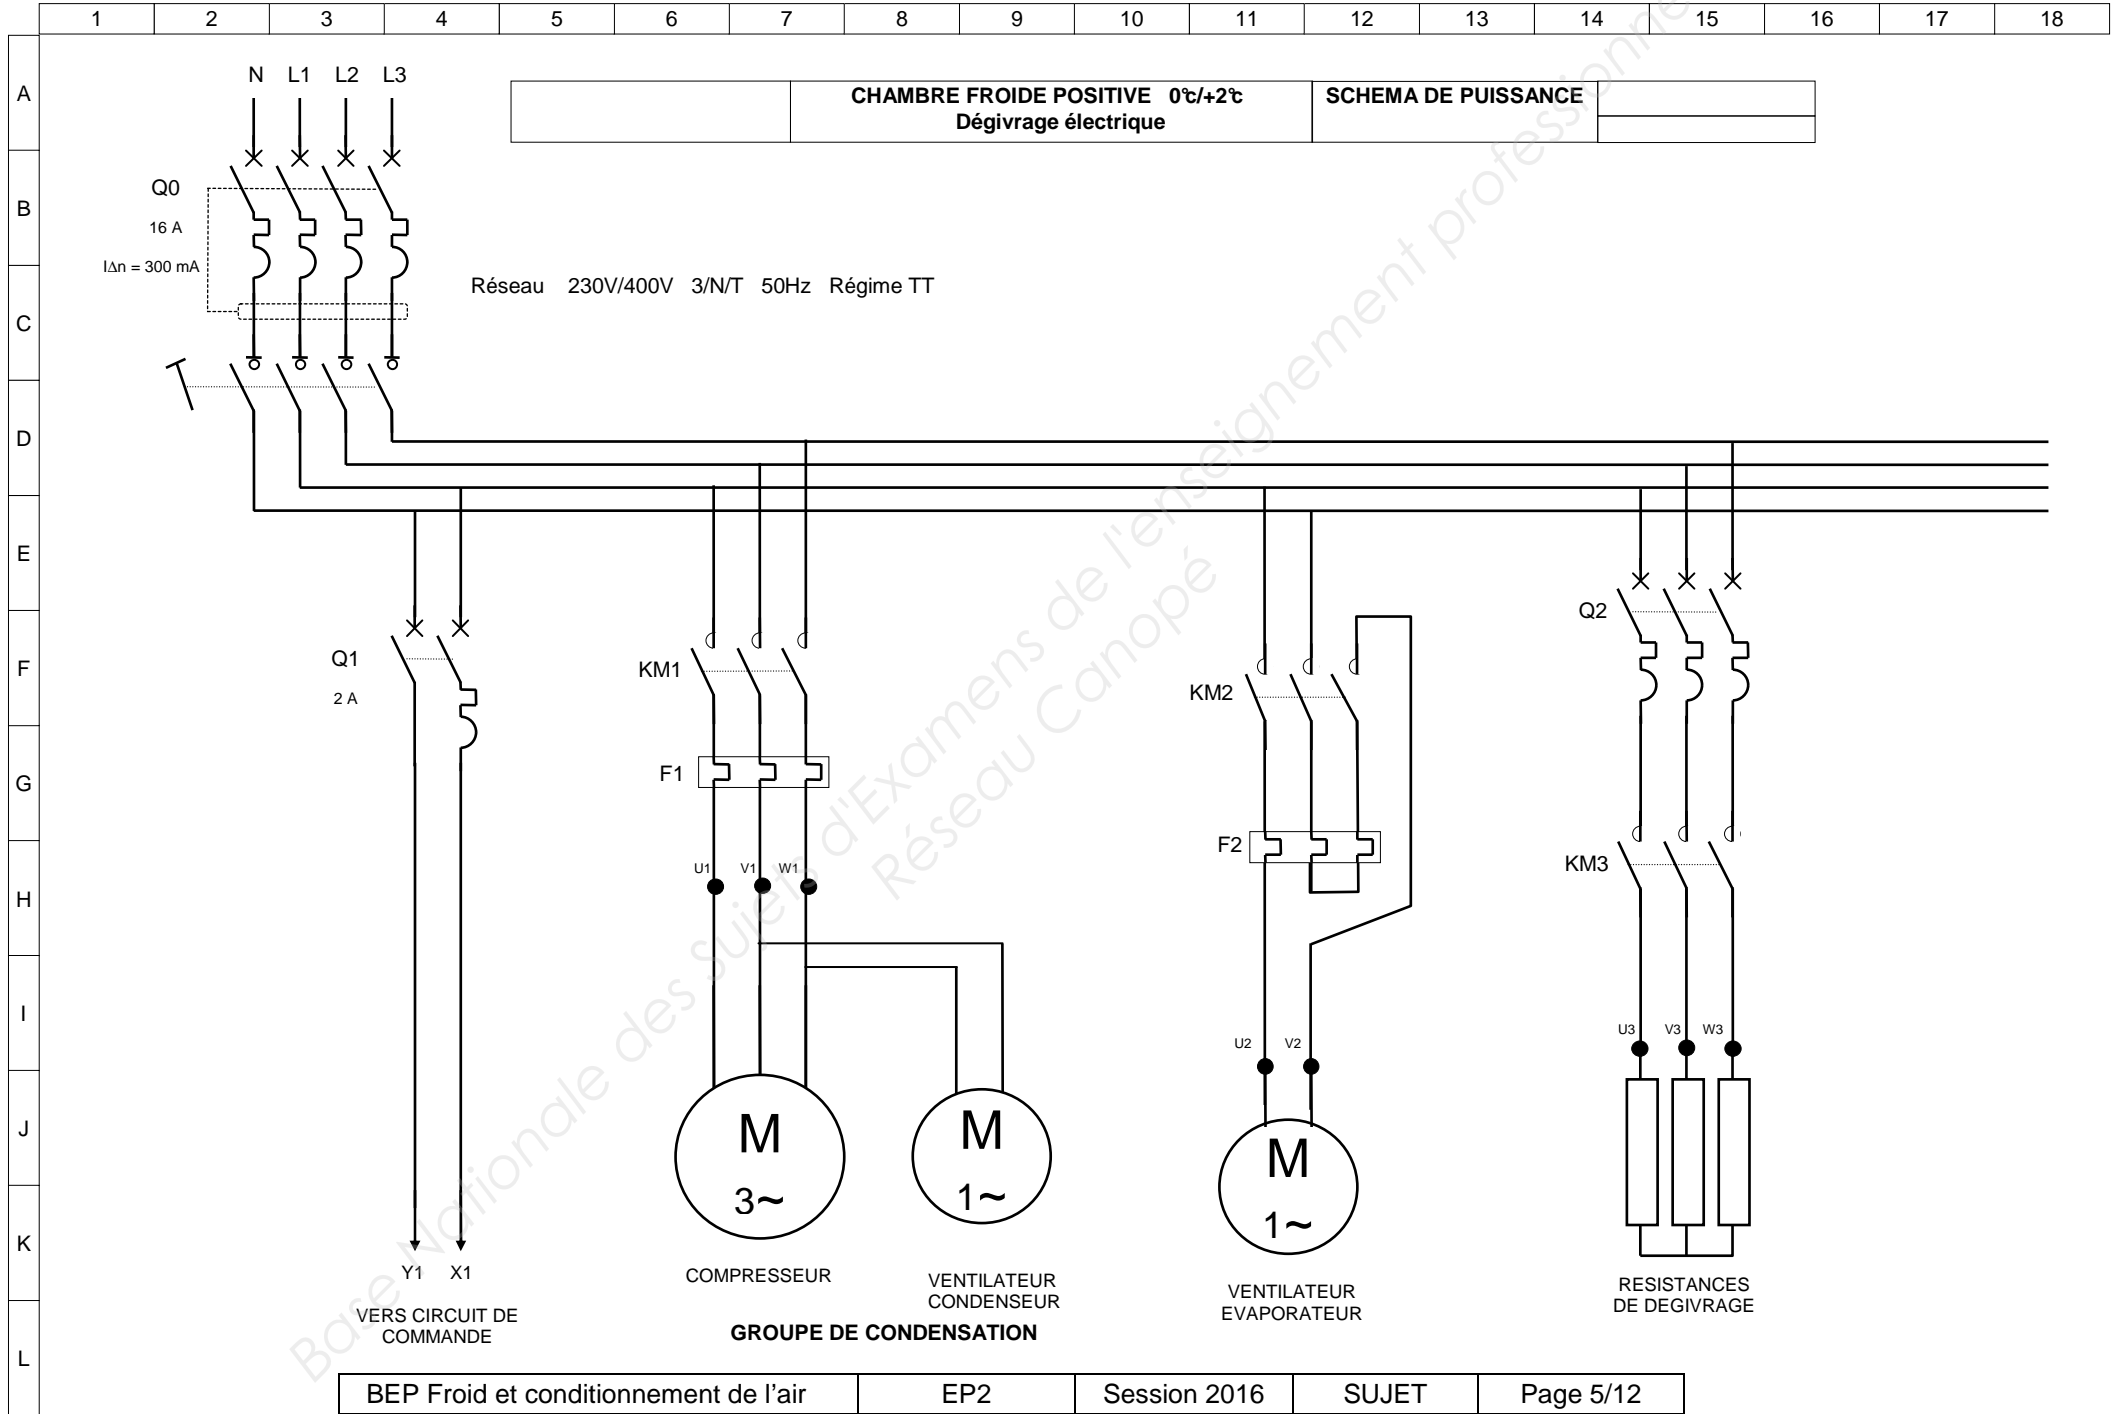 1 2 3 4 5 6 7 8 9 10 11 12 13 14 15 16 17 18
A
B
C
D
E
F
G
H
I
J
K
L
N L1 L2 L3
CHAMBRE FROIDE POSITIVE 0°c/+2°c
Dégivrage électrique
SCHEMA DE PUISSANCE
Q0
16 A
I∆n = 300 mA
Réseau 230V/400V 3/N/T 50Hz Régime TT
Q1
2 A
KM1
F1
U1 V1 W1
KM2
F2
U2 V2
Q2
KM3
U3 V3 W3
M
3~
M
1~
M
1~
Y1 X1
VERS CIRCUIT DE
COMMANDE
COMPRESSEUR
VENTILATEUR
CONDENSEUR
GROUPE DE CONDENSATION
VENTILATEUR
EVAPORATEUR
RESISTANCES
DE DEGIVRAGE
Base Nationale des Sujets d'Examens de l'enseignement professionne
Réseau Canopé
BEP Froid et conditionnement de l'air EP2 Session 2016 SUJET Page 5/12